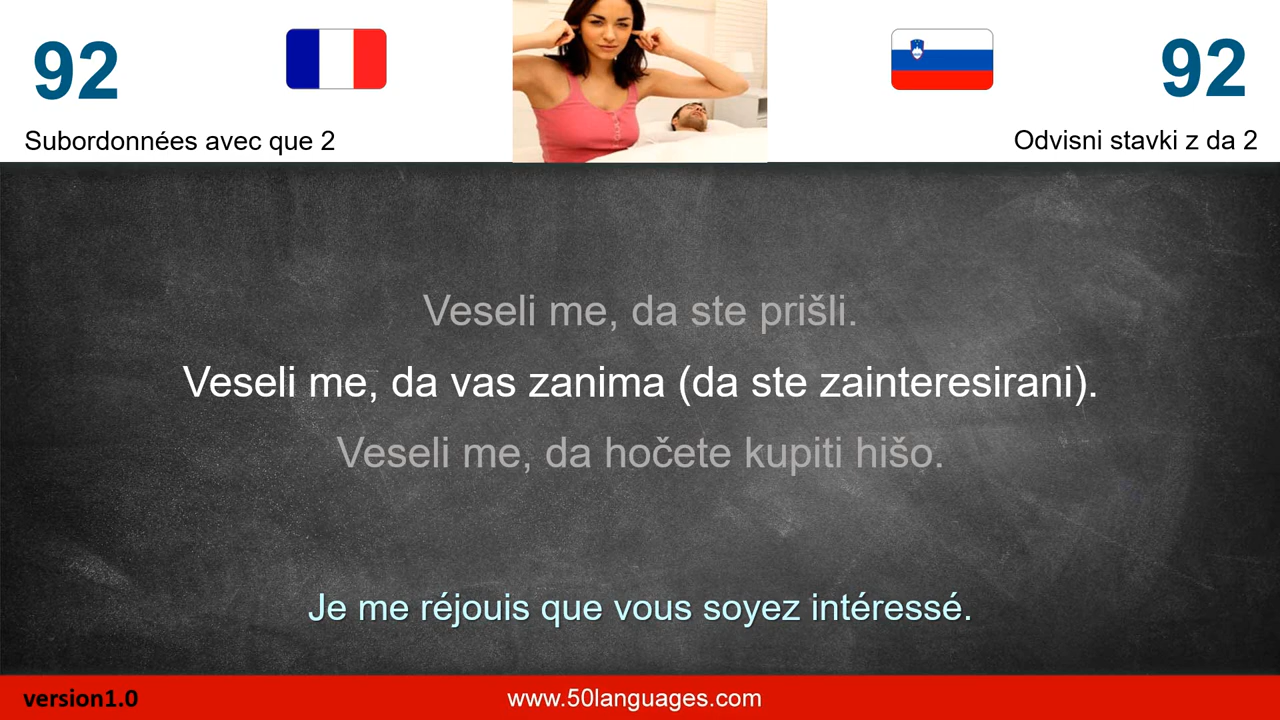 92
92
Subordonnées avec que 2
Odvisni stavki z da 2
Veseli me, da ste prišli.
Veseli me, da vas zanima (da ste zainteresirani).
Veseli me, da hočete kupiti hišo.
Je me réjouis que vous soyez intéressé.
version1.0
www.50languages.com